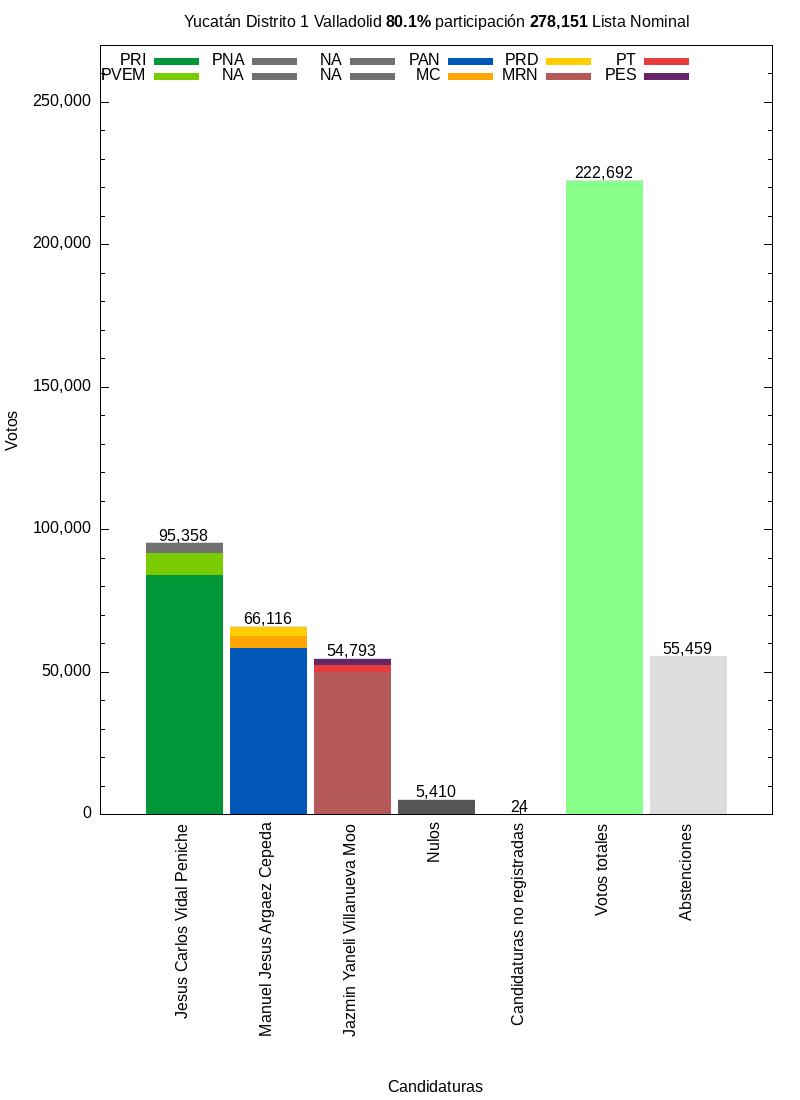 Yucatán Distrito 1 Valladolid 80.1% participación 278,151 Lista Nominal
PRI PNA NA PAN PRD PT
PVEM NA NA MC MRN PES
250,000
200,000
150,000
100,000
50,000
0
Votos
95,358
66,116
54,793
5,410
24
222,692
55,459
Jesus Carlos Vidal Peniche
Manuel Jesus Argaez Cepeda
Jazmin Yaneli Villanueva Moo
Nulos
Candidaturas no registradas
Votos totales
Abstenciones
Candidaturas